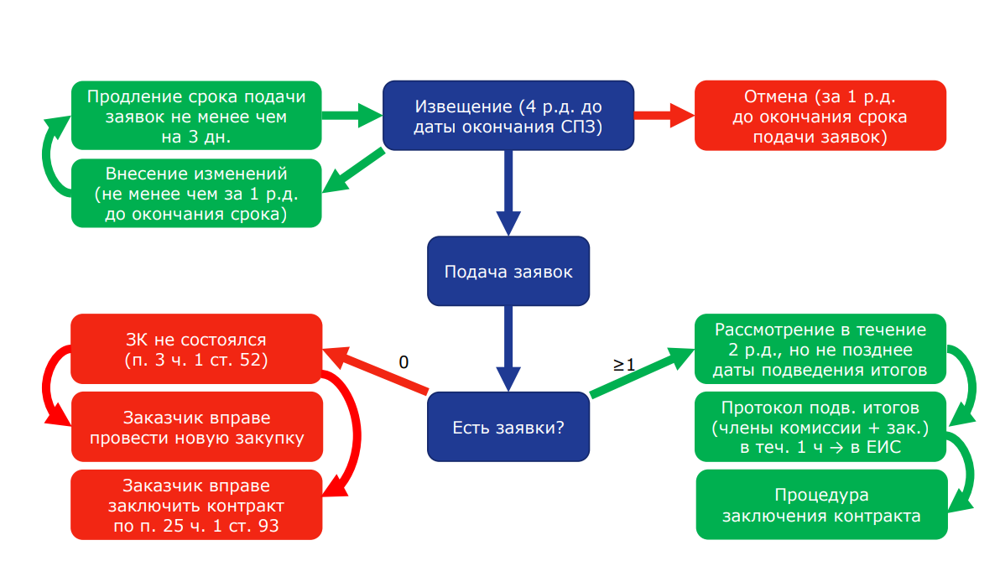 Продление срока подачи
заявок не менее чем
на 3 дн.
Извещение (4 р.д. до
даты окончания СПЗ)
Отмена (за 1 р.д.
до окончания срока
подачи заявок)
Внесение изменений
(не менее чем за 1 р.д.
до окончания срока)
Подача заявок
ЗК не состоялся
(п. 3 ч. 1 ст. 52)
0
≥1
Рассмотрение в течение
2 р.д., но не позднее
даты подведения итогов
Заказчик вправе
провести новую закупку
Есть заявки?
Протокол подв. итогов
(члены комиссии + зак.)
в теч. 1 ч → в ЕИС
Заказчик вправе
заключить контракт
по п. 25 ч. 1 ст. 93
Процедура
заключения контракта